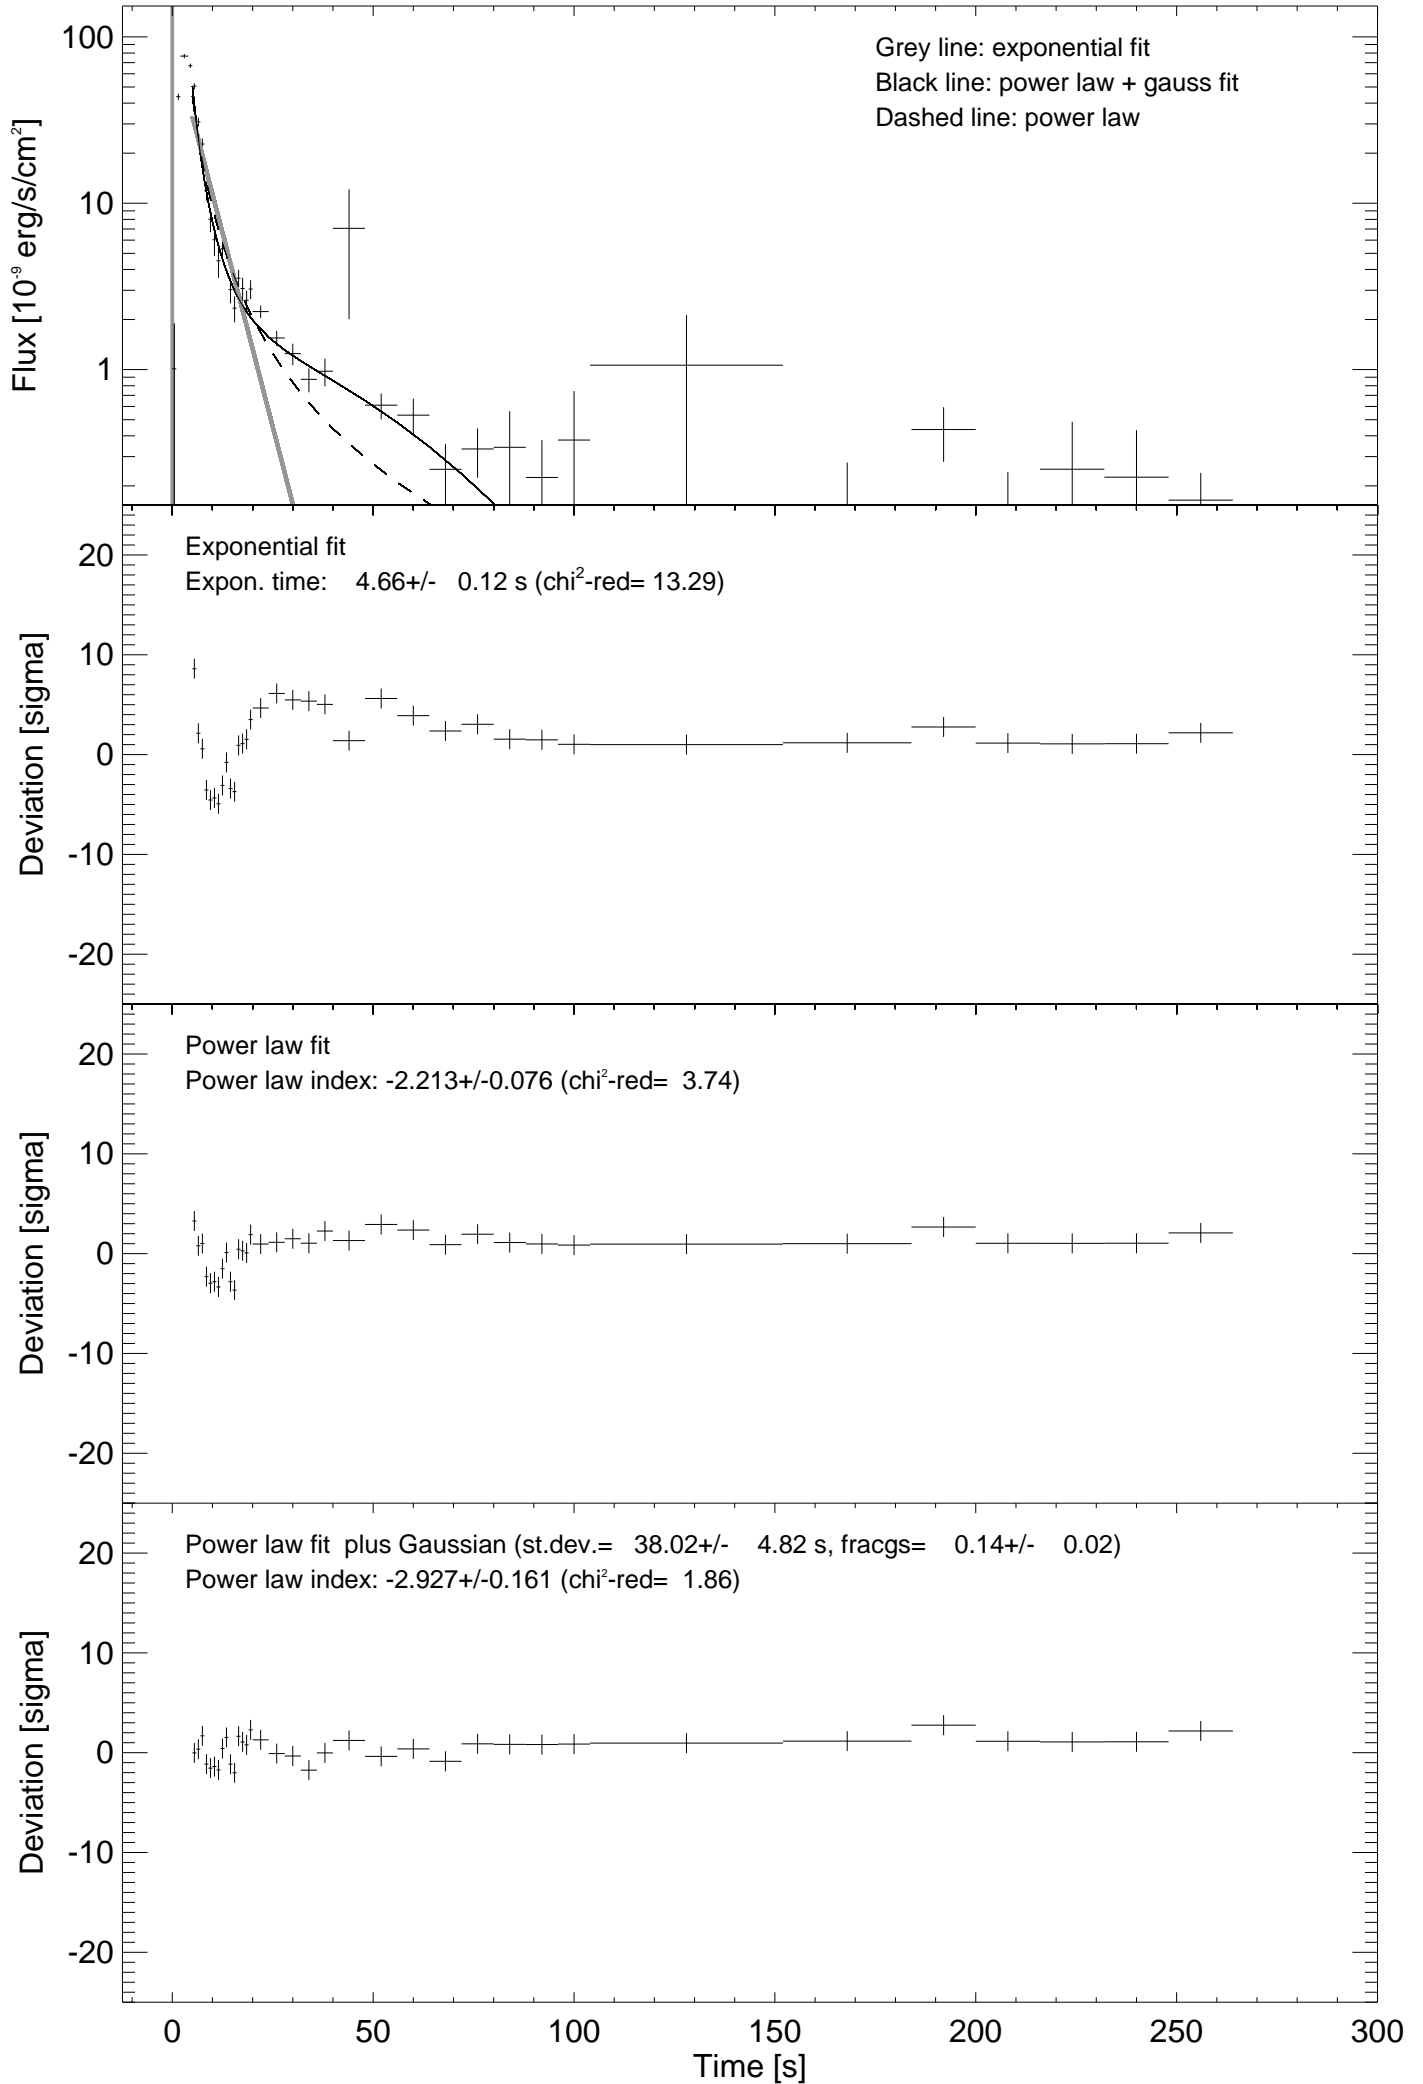 Flux [10⁻⁹ erg/s/cm²]
100
10
1
Grey line: exponential fit
Black line: power law + gauss fit
Dashed line: power law
Deviation [sigma]
20
10
0
-10
-20
Exponential fit
Expon. time: 4.66+/- 0.12 s (chi²-red= 13.29)
Deviation [sigma]
20
10
0
-10
-20
Power law fit
Power law index: -2.213+/-0.076 (chi²-red= 3.74)
Deviation [sigma]
20
10
0
-10
-20
Power law fit plus Gaussian (st.dev.= 38.02+/- 4.82 s, fracgs= 0.14+/- 0.02)
Power law index: -2.927+/-0.161 (chi²-red= 1.86)
0 50 100 150 200 250 300
Time [s]